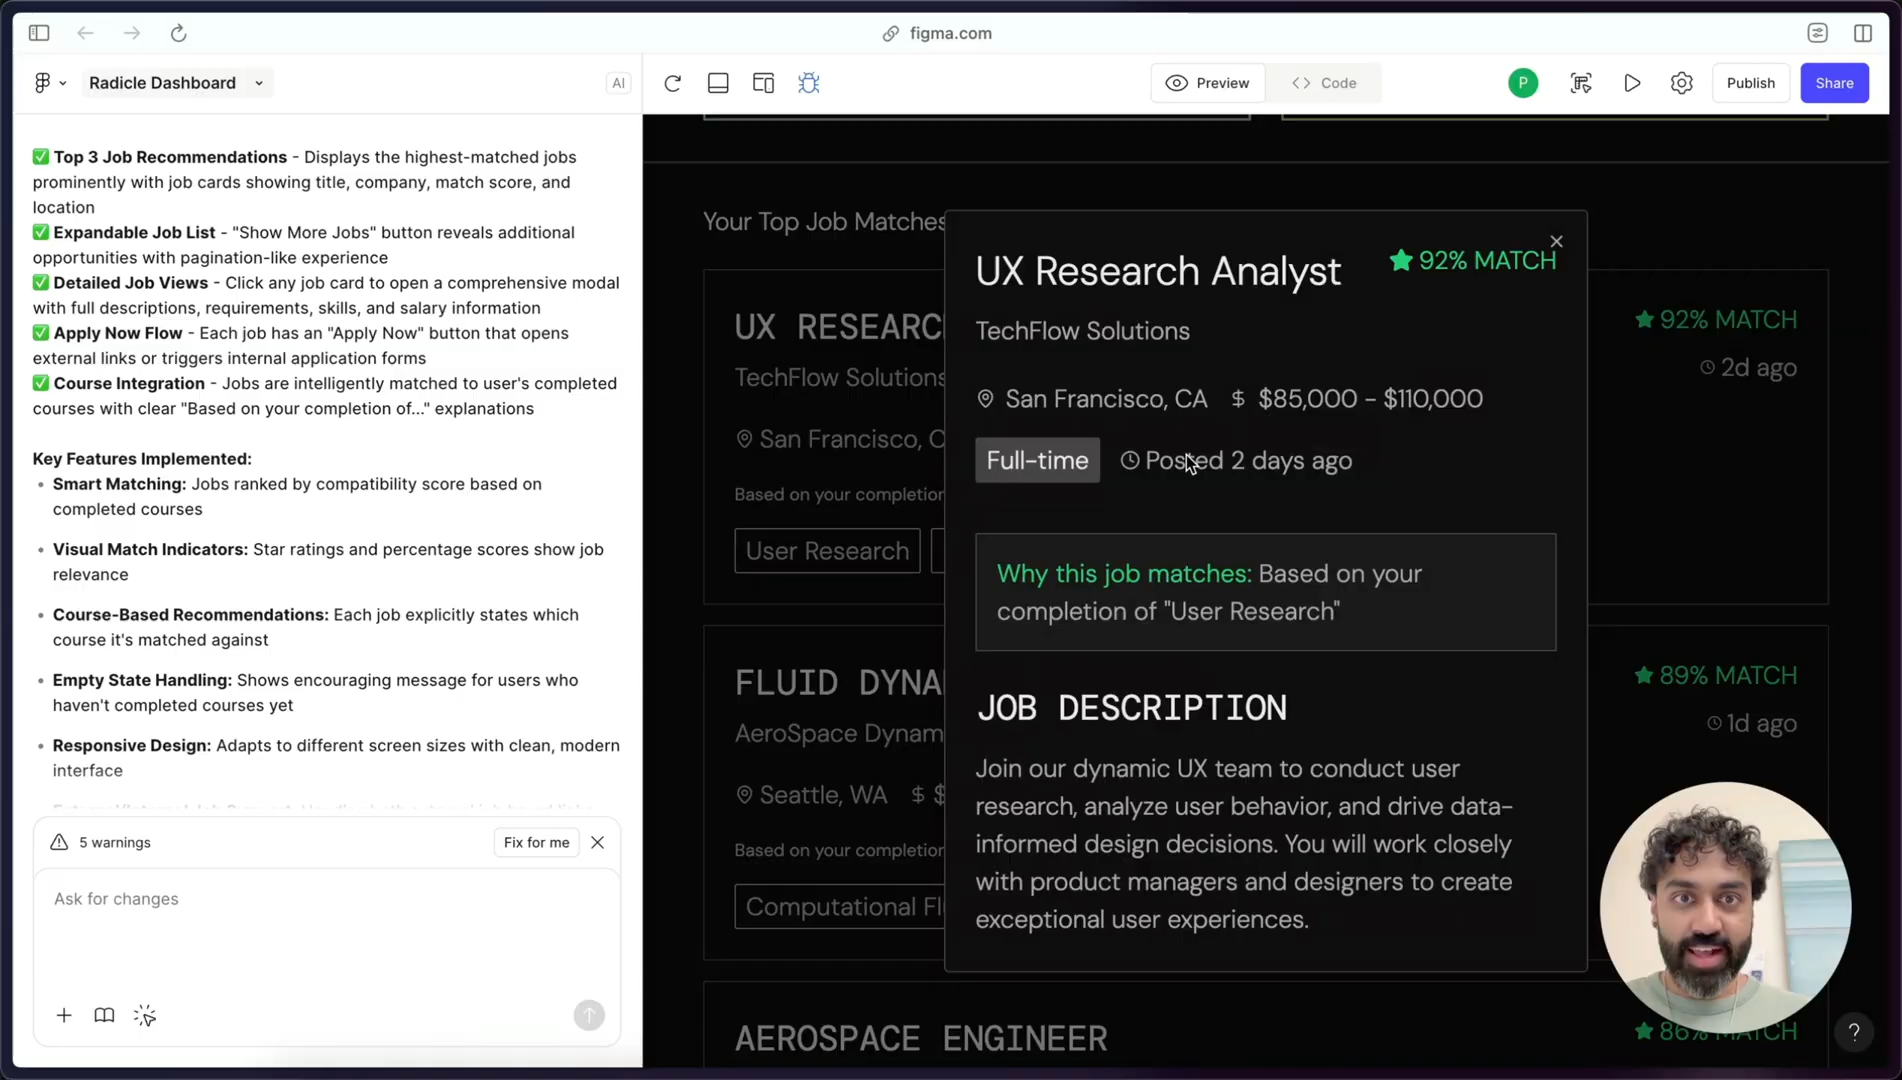 figma.com
Radicle Dashboard
AI
Preview
Code
P
Publish
Share
✅ Top 3 Job Recommendations - Displays the highest-matched jobs
prominently with job cards showing title, company, match score, and
location
✅ Expandable Job List - "Show More Jobs" button reveals additional
opportunities with pagination-like experience
✅ Detailed Job Views - Click any job card to open a comprehensive modal
with full descriptions, requirements, skills, and salary information
✅ Apply Now Flow - Each job has an "Apply Now" button that opens
external links or triggers internal application forms
✅ Course Integration - Jobs are intelligently matched to user's completed
courses with clear "Based on your completion of..." explanations
Key Features Implemented:
• Smart Matching: Jobs ranked by compatibility score based on
completed courses
• Visual Match Indicators: Star ratings and percentage scores show job
relevance
• Course-Based Recommendations: Each job explicitly states which
course it's matched against
• Empty State Handling: Shows encouraging message for users who
haven't completed courses yet
• Responsive Design: Adapts to different screen sizes with clean, modern
interface
5 warnings
Fix for me
Ask for changes
Your Top Job Matches
UX RESEARC
TechFlow Solutions
San Francisco, C
Based on your completion
User Research
92% MATCH
2d ago
FLUID DYNA
AeroSpace Dynam
Seattle, WA $ $
Based on your completion
Computational Fl
89% MATCH
1d ago
AEROSPACE ENGINEER
86% MATCH
UX Research Analyst
92% MATCH
TechFlow Solutions
San Francisco, CA $ $85,000 - $110,000
Full-time
Posted 2 days ago
Why this job matches: Based on your
completion of "User Research"
JOB DESCRIPTION
Join our dynamic UX team to conduct user
research, analyze user behavior, and drive data-
informed design decisions. You will work closely
with product managers and designers to create
exceptional user experiences.
?